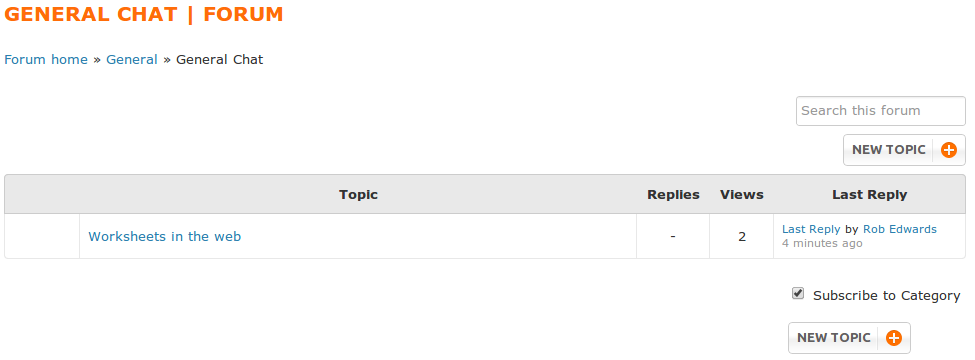 GENERAL CHAT | FORUM
Forum home » General » General Chat
Search this forum
NEW TOPIC
Topic Replies Views Last Reply
Worksheets in the web - 2 Last Reply by Rob Edwards
4 minutes ago
Subscribe to Category
NEW TOPIC